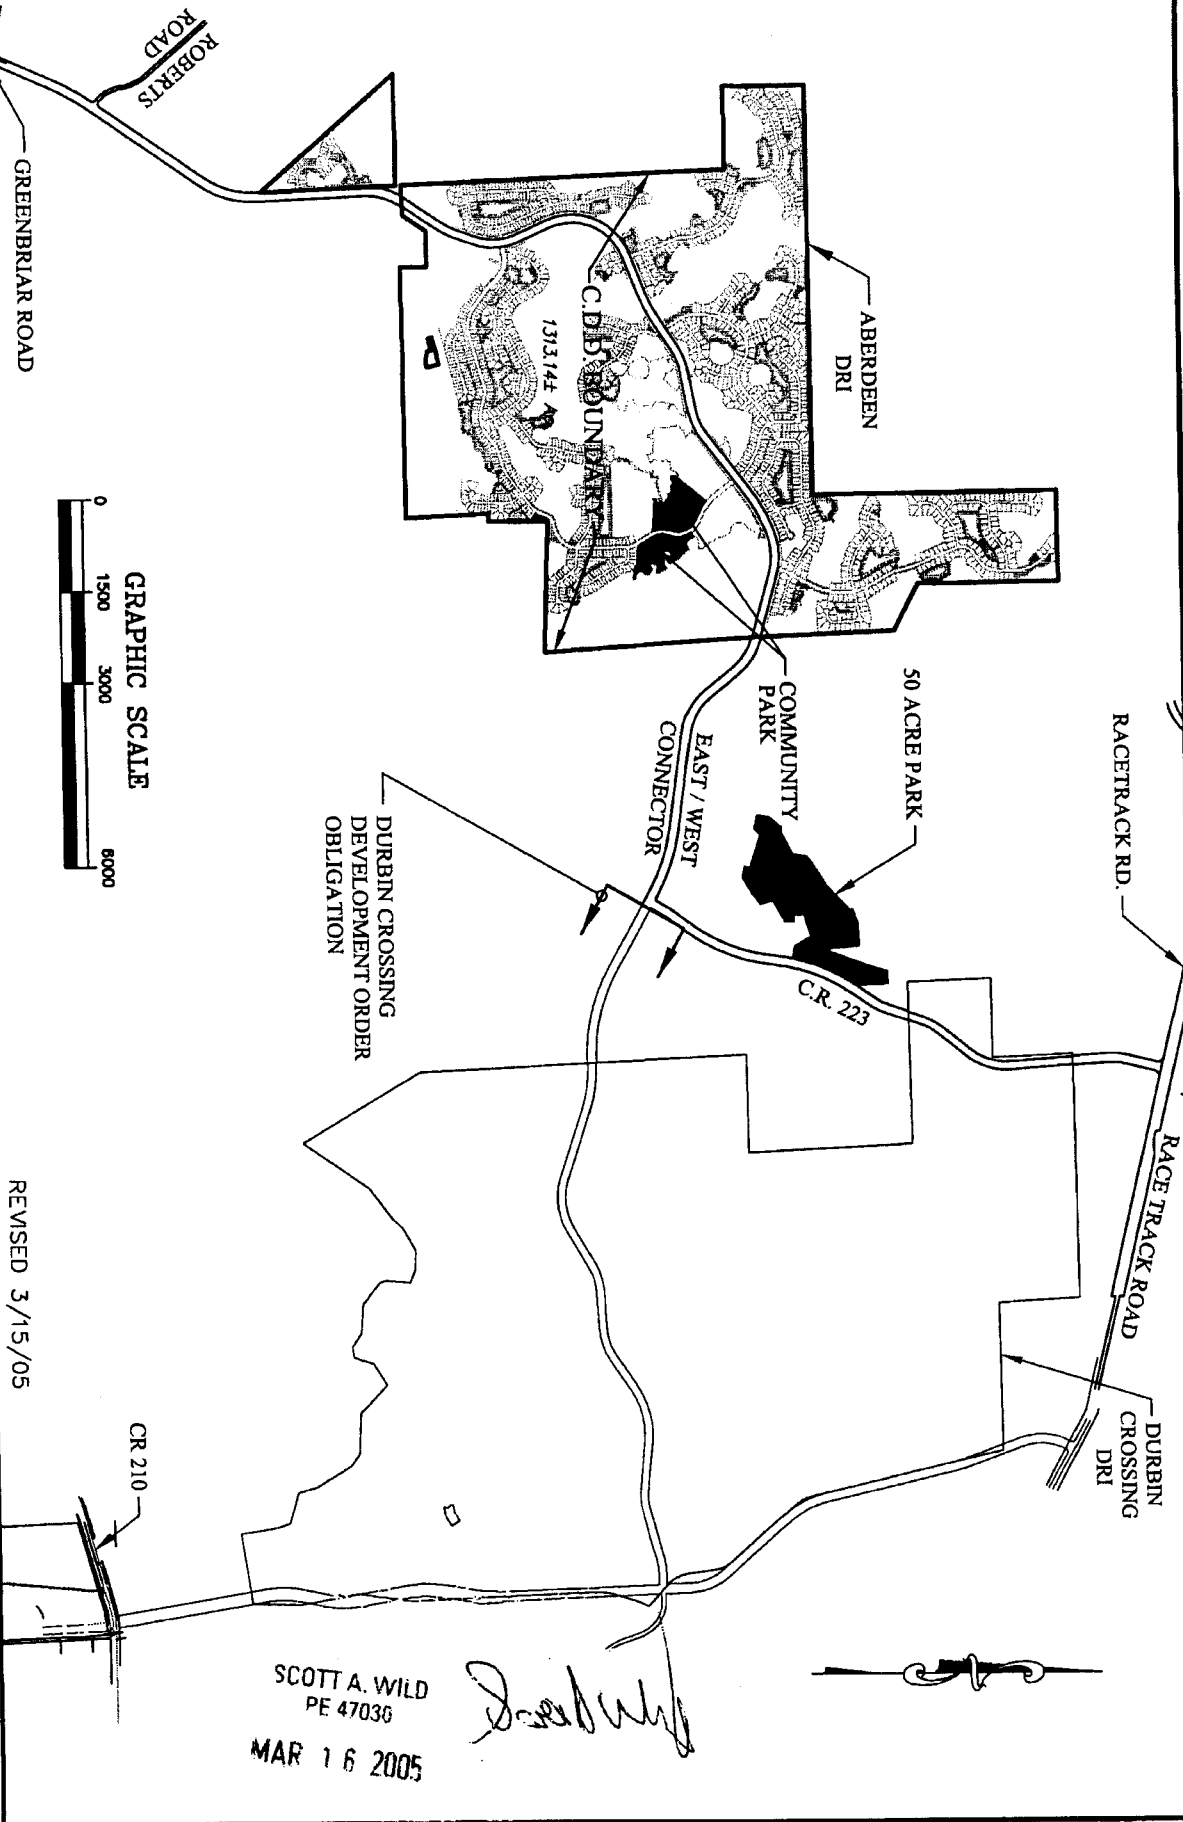 RACETRACK RD.
RACE TRACK ROAD
DURBIN
CROSSING
DRI
ABERDEEN
DRI
50 ACRE PARK
C.R. 223
COMMUNITY
PARK
EAST / WEST
CONNECTOR
C.D.D. BOUNDARY
1313.14±
ROBERTS
ROAD
GREENBRIAR ROAD
DURBIN CROSSING
DEVELOPMENT ORDER
OBLIGATION
GRAPHIC SCALE
0 1500 3000 6000
CR 210
REVISED 3/15/05
SCOTT A. WILD
PE 47030
MAR 16 2005